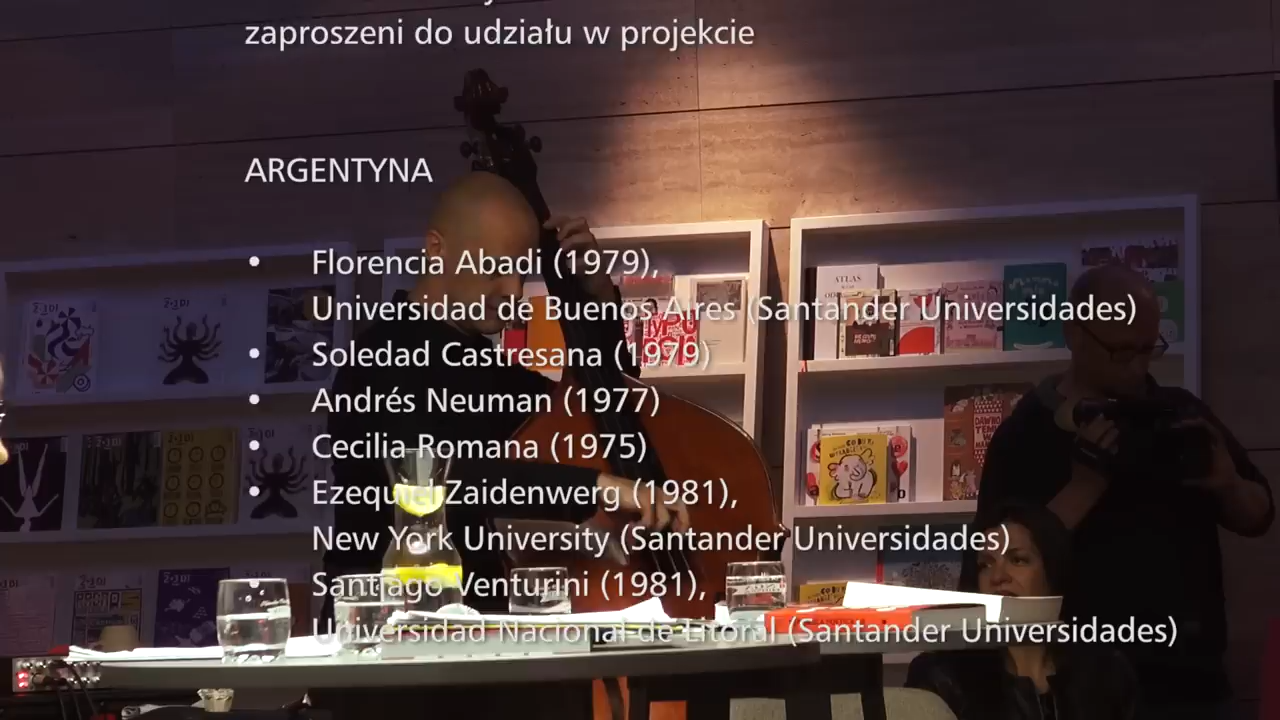 zaproszeni do udziału w projekcie
ARGENTYNA
• Florencia Abadi (1979),
Universidad de Buenos Aires (Santander Universidades)
• Soledad Castresana (1979)
• Andrés Neuman (1977)
• Cecilia Romana (1975)
• Ezequiel Zaidenwerg (1981),
New York University (Santander Universidades)
• Santiago Venturini (1981),
Universidad Nacional de Litoral (Santander Universidades)
ATLAS